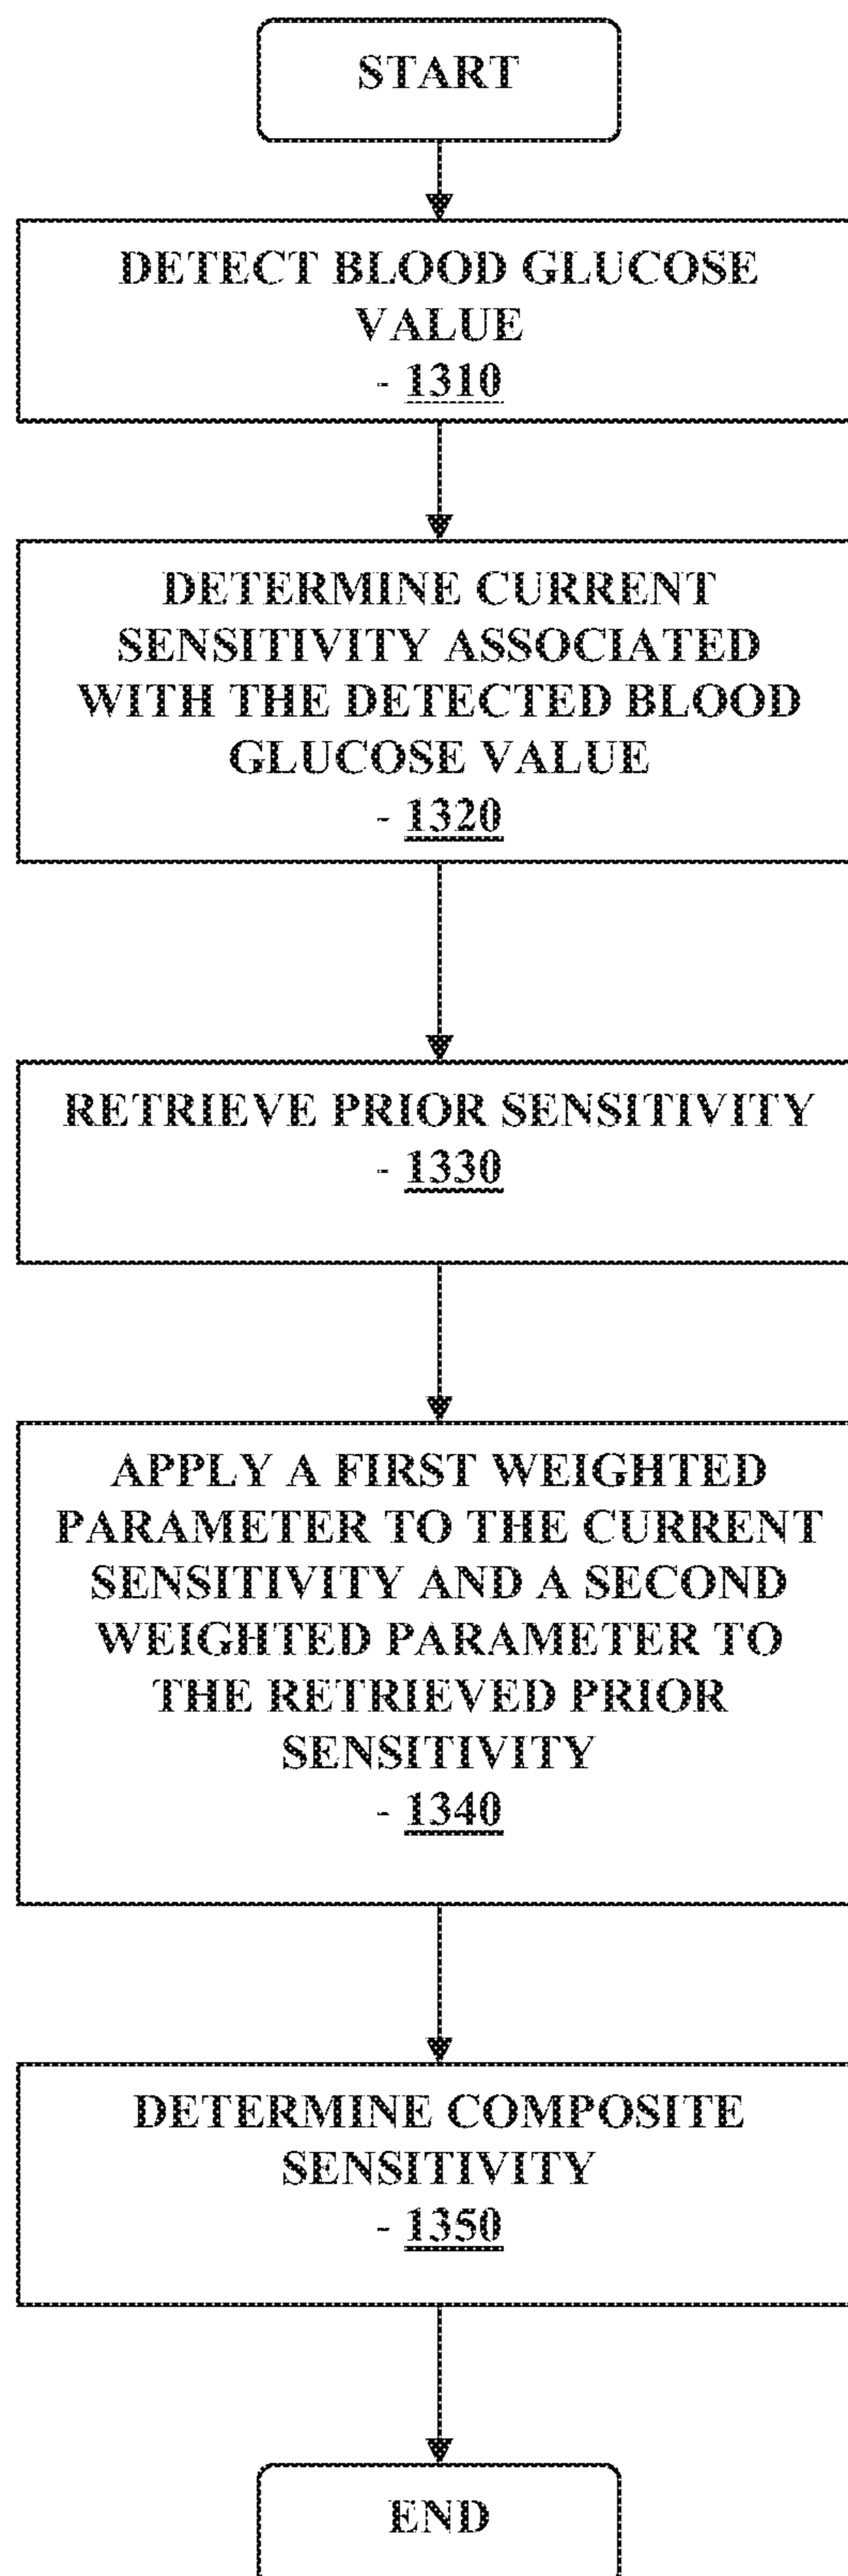 START
DETECT BLOOD GLUCOSE
VALUE
- 1310
DETERMINE CURRENT
SENSITIVITY ASSOCIATED
WITH THE DETECTED BLOOD
GLUCOSE VALUE
- 1320
RETRIEVE PRIOR SENSITIVITY
- 1330
APPLY A FIRST WEIGHTED
PARAMETER TO THE CURRENT
SENSITIVITY AND A SECOND
WEIGHTED PARAMETER TO
THE RETRIEVED PRIOR
SENSITIVITY
- 1340
DETERMINE COMPOSITE
SENSITIVITY
- 1350
END